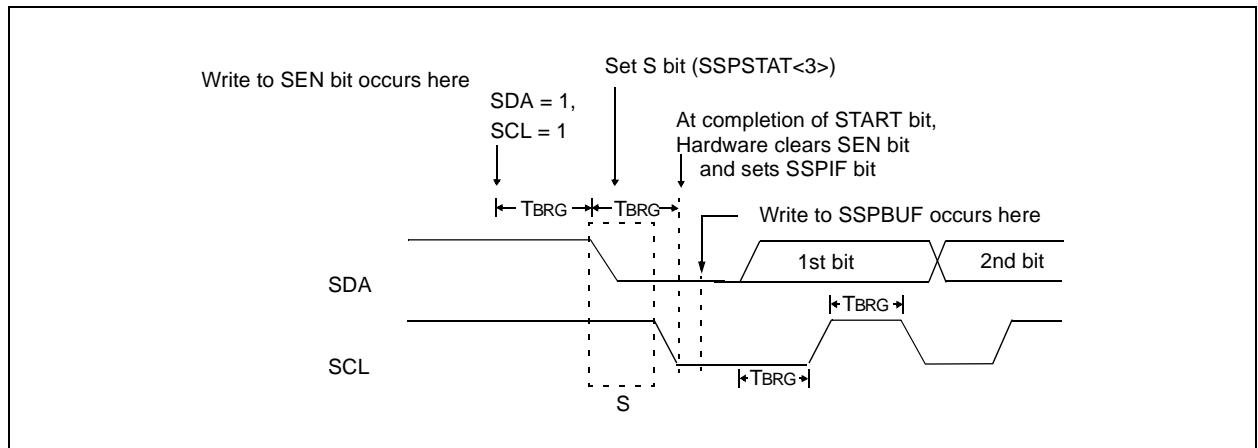 Write to SEN bit occurs here
Set S bit (SSPSTAT<3>)
SDA = 1,
SCL = 1
At completion of START bit,
Hardware clears SEN bit
and sets SSPIF bit
TBRG
TBRG
Write to SSPBUF occurs here
SDA
1st bit
2nd bit
TBRG
SCL
TBRG
S